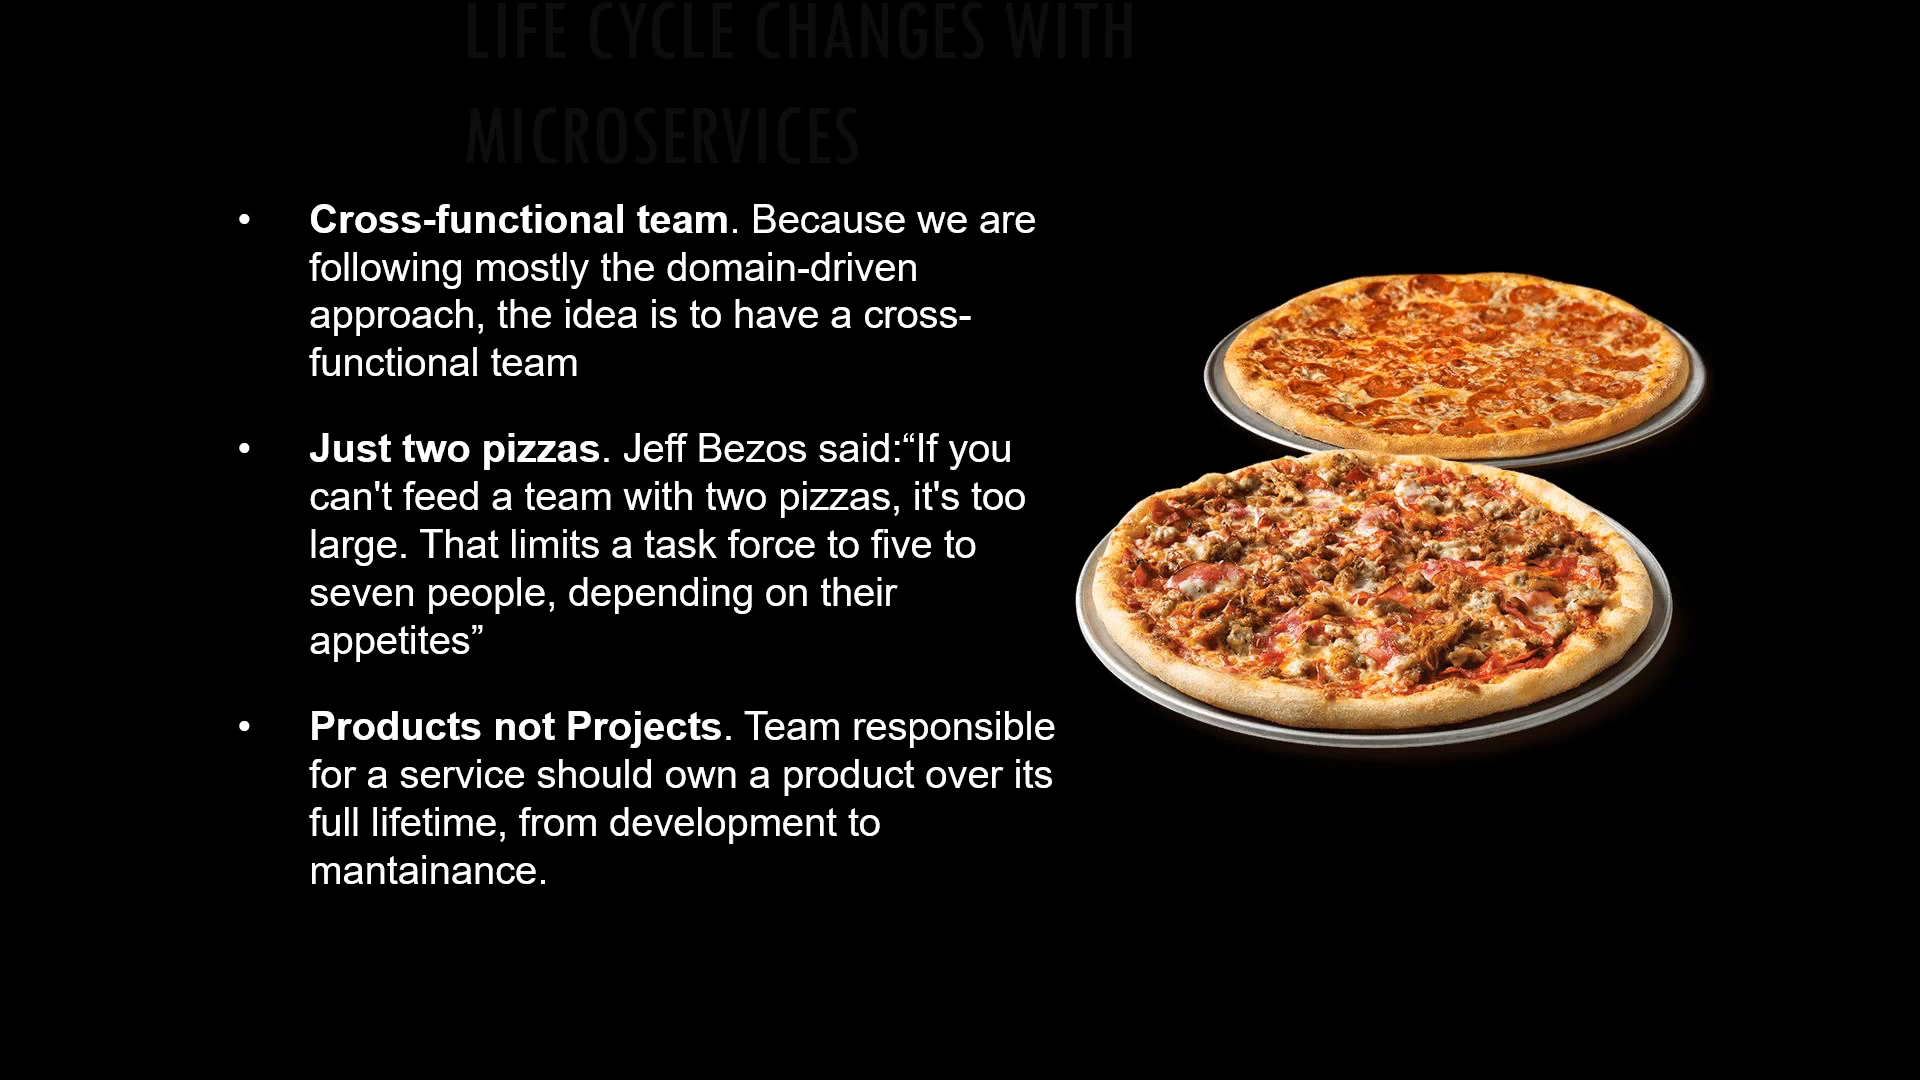 LIFE CYCLE CHANGES WITH
MICROSERVICES
• Cross-functional team. Because we are
following mostly the domain-driven
approach, the idea is to have a cross-
functional team
• Just two pizzas. Jeff Bezos said:“If you
can't feed a team with two pizzas, it's too
large. That limits a task force to five to
seven people, depending on their
appetites”
• Products not Projects. Team responsible
for a service should own a product over its
full lifetime, from development to
mantainance.